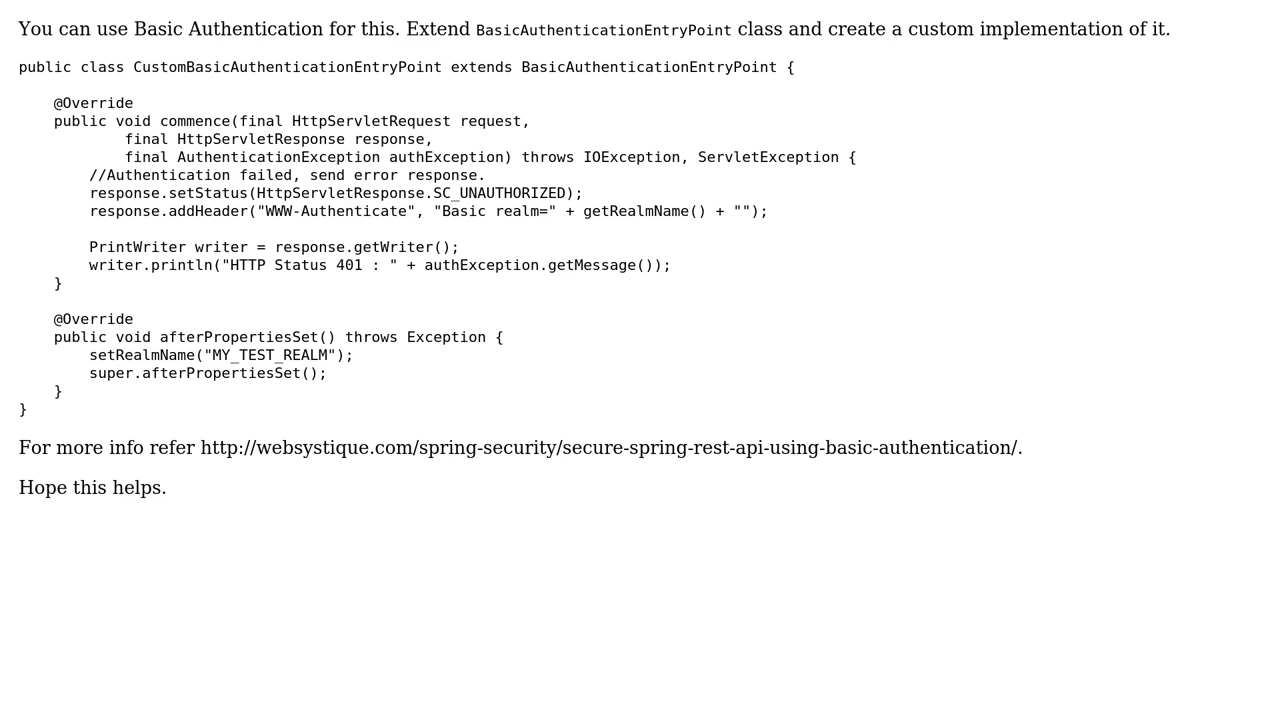 You can use Basic Authentication for this. Extend BasicAuthenticationEntryPoint class and create a custom implementation of it.
public class CustomBasicAuthenticationEntryPoint extends BasicAuthenticationEntryPoint {

    @Override
    public void commence(final HttpServletRequest request,
            final HttpServletResponse response,
            final AuthenticationException authException) throws IOException, ServletException {
        //Authentication failed, send error response.
        response.setStatus(HttpServletResponse.SC_UNAUTHORIZED);
        response.addHeader("WWW-Authenticate", "Basic realm=" + getRealmName() + "");

        PrintWriter writer = response.getWriter();
        writer.println("HTTP Status 401 : " + authException.getMessage());
    }

    @Override
    public void afterPropertiesSet() throws Exception {
        setRealmName("MY_TEST_REALM");
        super.afterPropertiesSet();
    }
}
For more info refer http://websystique.com/spring-security/secure-spring-rest-api-using-basic-authentication/.
Hope this helps.